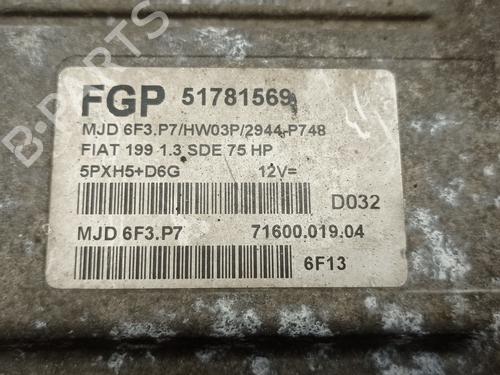 FGP 51781569
MJD 6F3.P7/HW03P/2944-P748
FIAT 199 1.3 SDE 75 HP
5PXH5+D6G 12V=
D032
MJD 6F3.P7 71600.019.04
6F13
B-PARTS